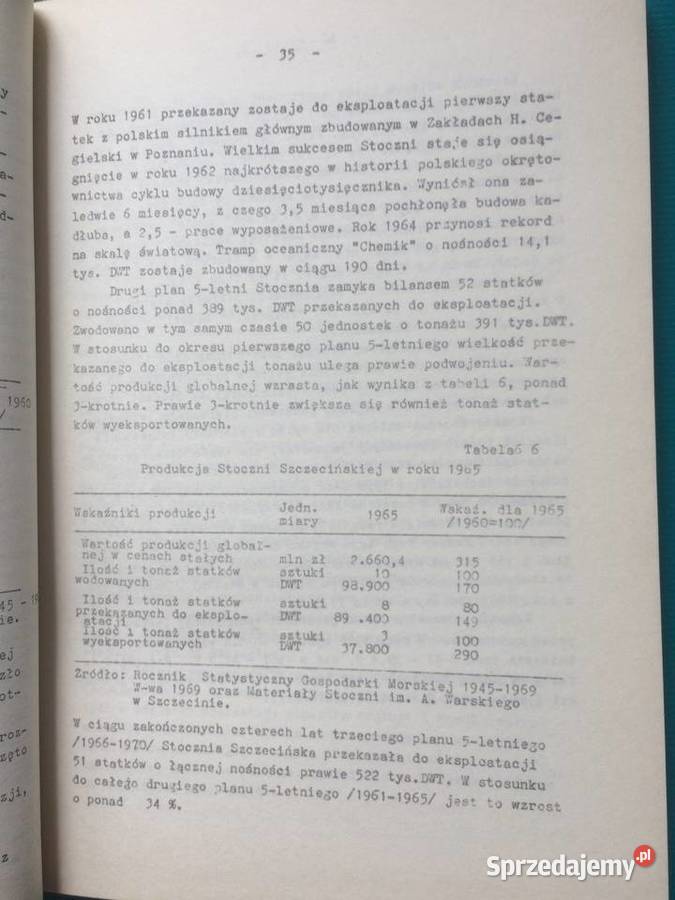 - 35 -
W roku 1961 przekazany zostaje do eksploatacji pierwszy sta-
tek z polskim silnikiem głównym zbudowanym w Zakładach H. Ce-
gielski w Poznaniu. Wielkim sukcesem Stoczni staje się osią-
gnięcie w roku 1962 najkrótszego w historii polskiego okręto-
wnictwa cyklu budowy dziesięciotysięcznika. Wyniósł ona za-
ledwie 6 miesięcy, z czego 3,5 miesiąca pochłonęła budowa ka-
dłuba, a 2,5 - prace wyposażeniowe. Rok 1964 przynosi rekord
na skalę światową. Tramp oceaniczny "Chemik" o nośności 14,1
tys. DWT zostaje zbudowany w ciągu 190 dni.
Drugi plan 5-letni Stocznia zamyka bilansem 52 statków
o nośności ponad 389 tys. DWT przekazanych do eksploatacji.
Zwodowano w tym samym czasie 50 jednostek o tonażu 391 tys.DWT.
W stosunku do okresu pierwszego planu 5-letniego wielkość prze-
kazanego do eksploatacji tonażu ulega prawie podwojeniu. War-
tość produkcji globalnej wzrasta, jak wynika z tabeli 6, ponad
3-krotnie. Prawie 3-krotnie zwiększa się również tonaż stat-
ków wyeksportowanych.
Tabela6 6
Produkcja Stoczni Szczecińskiej w roku 1965
Wskaźniki produkcji Jedn. miary 1965 Wskaź. dla 1965 /1960=100/
Wartość produkcji global-
nej w cenach stałych mln zł 2.660,4 315
Ilość i tonaż statków sztuki 10 100
wodowanych DWT 98.900 170
Ilość i tonaż statków sztuki 8 80
przekazanych do eksplo- DWT 89 .400 149
atacji
Ilość i tonaż statków sztuki 3 100
wyeksportowanych DWT 37.800 290
Źródło: Rocznik Statystyczny Gospodarki Morskiej 1945-1969
W-wa 1969 oraz Materiały Stoczni im. A. Warskiego
w Szczecinie.
W ciągu zakończonych czterech lat trzeciego planu 5-letniego
/1966-1970/ Stocznia Szczecińska przekazała do eksploatacji
51 statków o łącznej nośności prawie 522 tys.DWT. W stosunku
do całego drugiego planu 5-letniego /1961-1965/ jest to wzrost
o ponad 34 %.
Sprzedajemy.pl